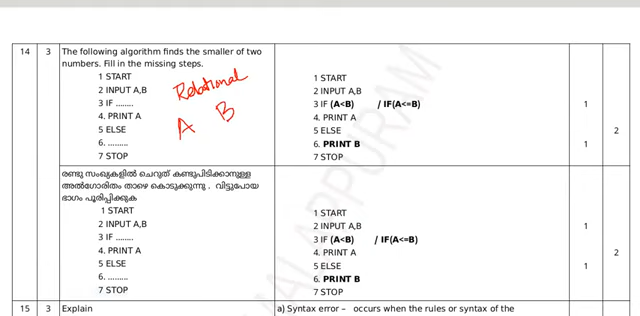 14
3
The following algorithm finds the smaller of two
numbers. Fill in the missing steps.
1 START
2 INPUT A,B
3 IF ........
4. PRINT A
5 ELSE
6. .........
7 STOP
Relational
A B
1 START
2 INPUT A,B
3 IF (A<B) / IF(A<=B)
4. PRINT A
5 ELSE
6. PRINT B
7 STOP
1
1
2
രണ്ടു സംഖ്യകളിൽ ചെറുത് കണ്ടുപിടിക്കാനുള്ള
അൽഗോരിതം താഴെ കൊടുക്കുന്നു . വിട്ടുപോയ
ഭാഗം പൂരിപ്പിക്കുക
1 START
2 INPUT A,B
3 IF ........
4. PRINT A
5 ELSE
6. .........
7 STOP
1 START
2 INPUT A,B
3 IF (A<B) / IF(A<=B)
4. PRINT A
5 ELSE
6. PRINT B
7 STOP
1
1
2
15
3
Explain
a) Syntax error – occurs when the rules or syntax of the
MALAPPURAM